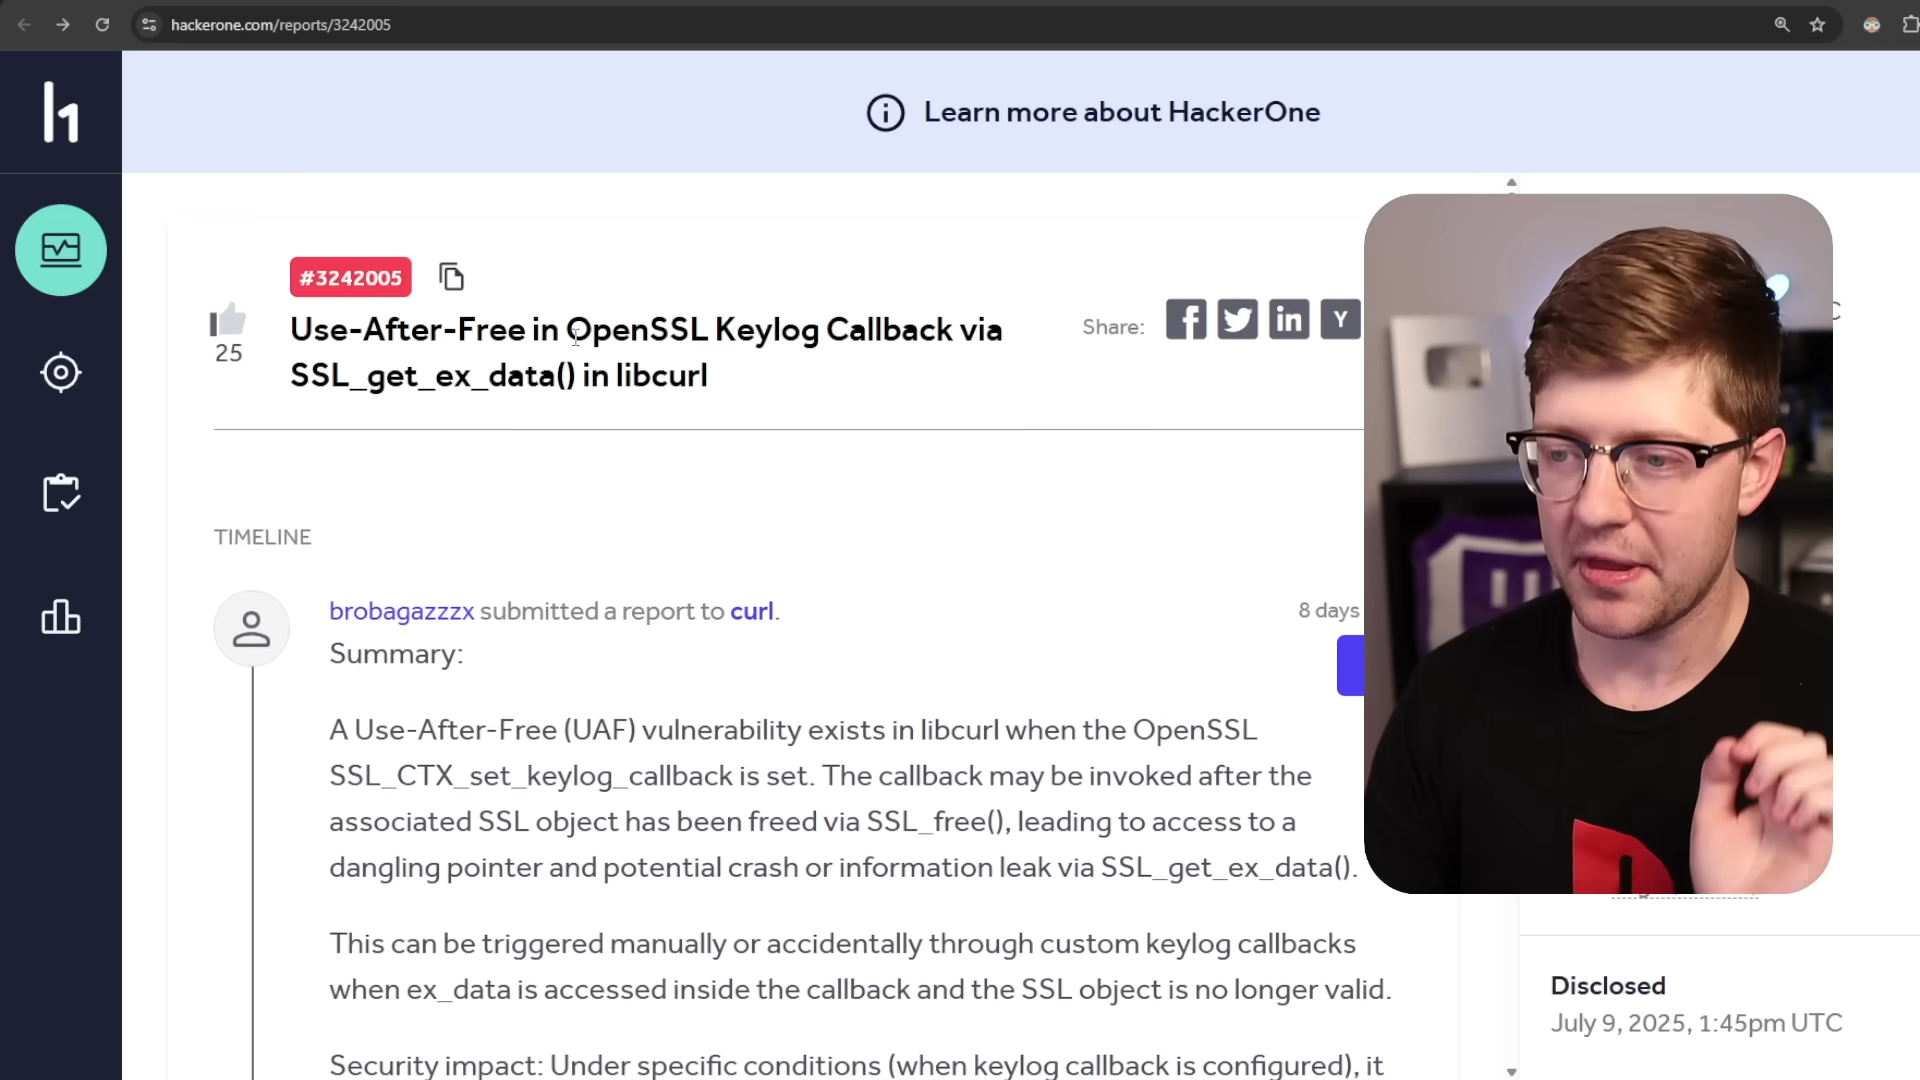 hackerone.com/reports/3242005
h1
Learn more about HackerOne
#3242005
25
Use-After-Free in OpenSSL Keylog Callback via
SSL_get_ex_data() in libcurl
Share:
Y
TIMELINE
brobagazzzx submitted a report to curl.
8 days
Summary:
A Use-After-Free (UAF) vulnerability exists in libcurl when the OpenSSL
SSL_CTX_set_keylog_callback is set. The callback may be invoked after the
associated SSL object has been freed via SSL_free(), leading to access to a
dangling pointer and potential crash or information leak via SSL_get_ex_data().
This can be triggered manually or accidentally through custom keylog callbacks
when ex_data is accessed inside the callback and the SSL object is no longer valid.
Security impact: Under specific conditions (when keylog callback is configured), it
Disclosed
July 9, 2025, 1:45pm UTC